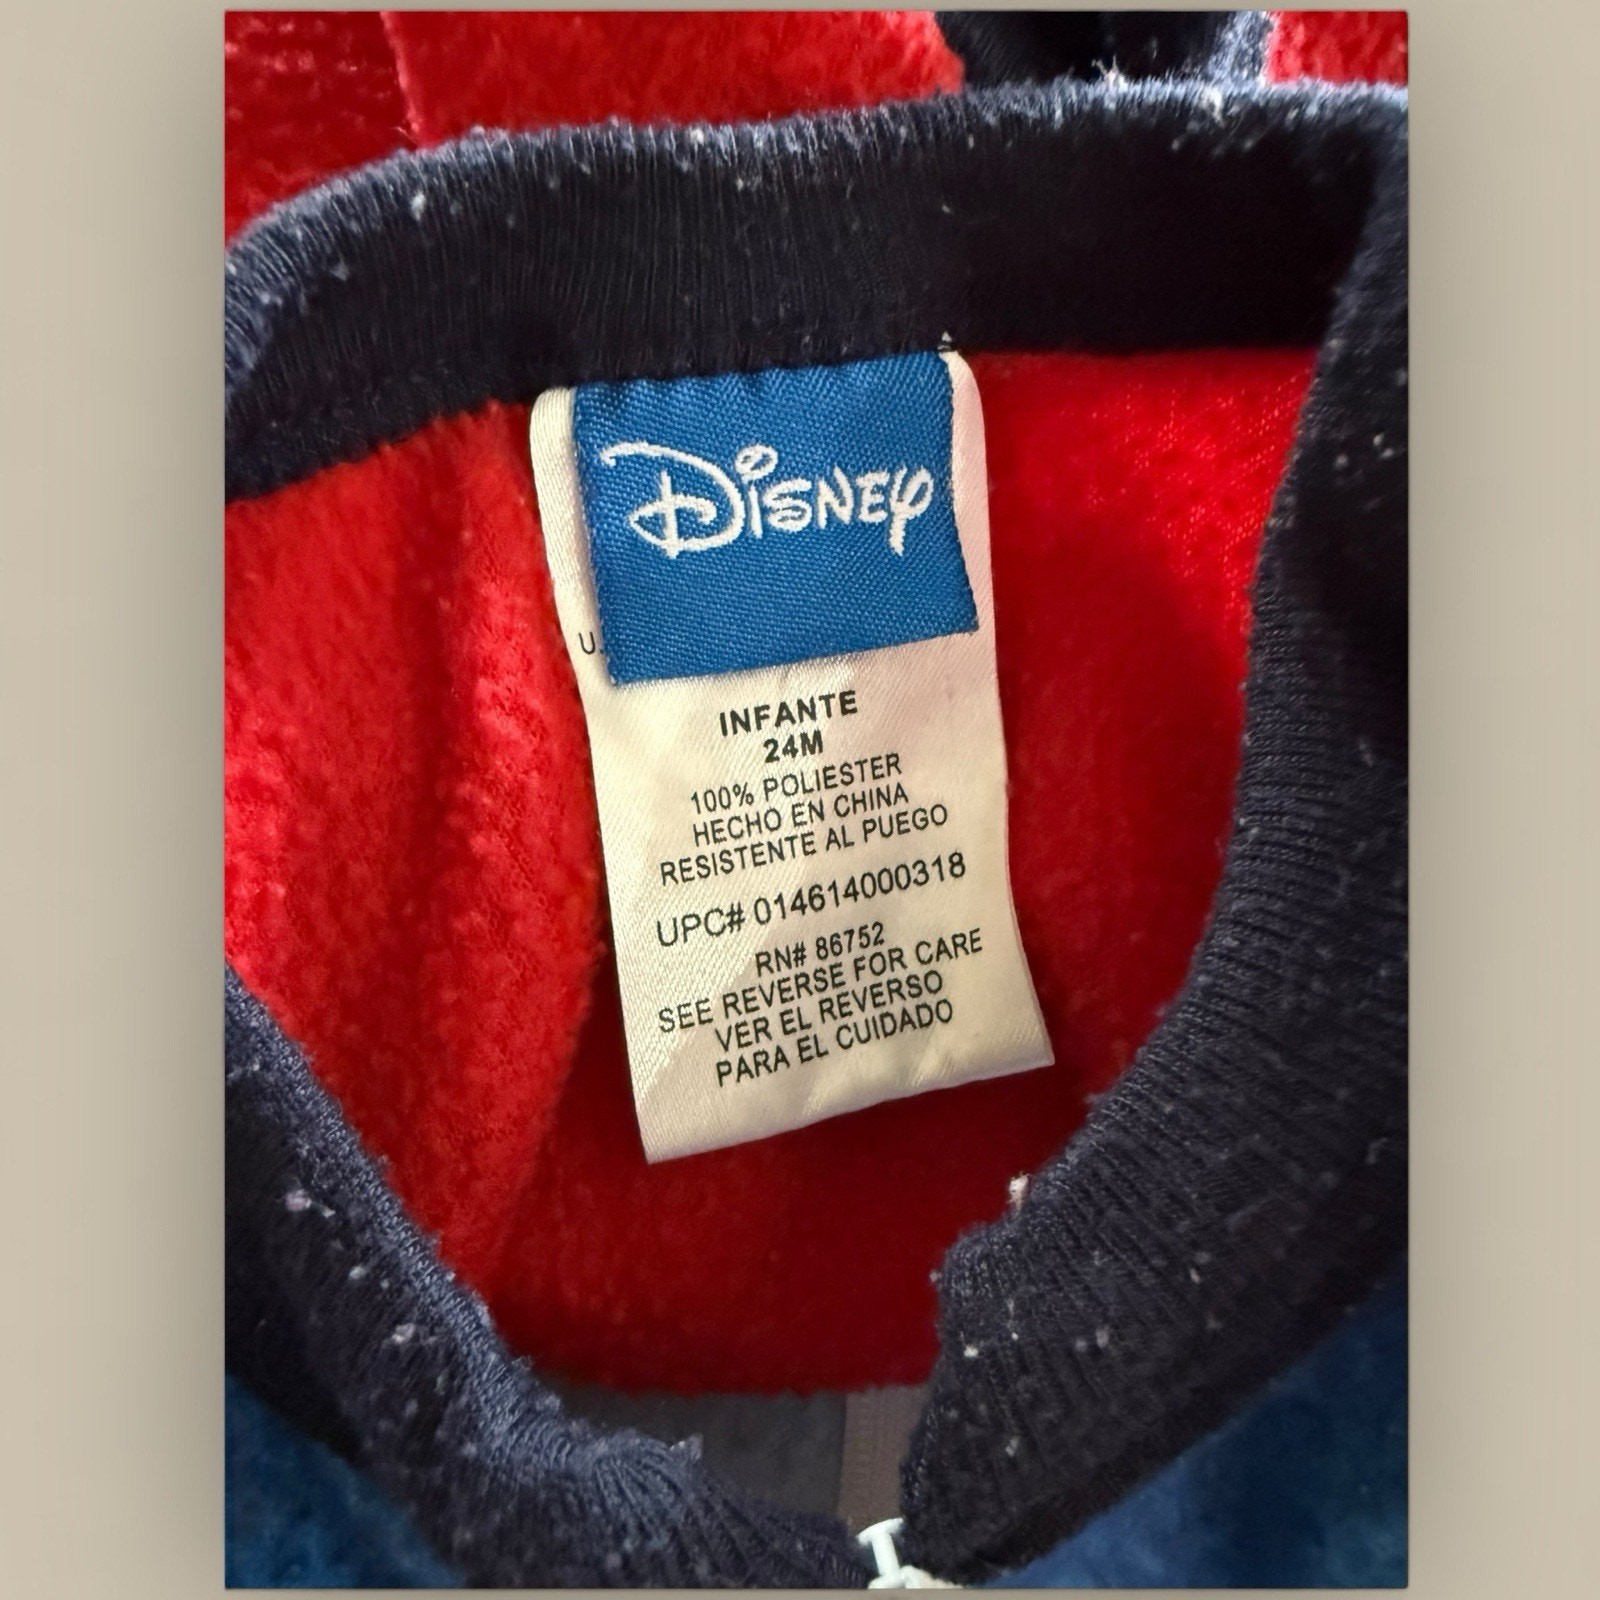 Disney
U.
INFANTE
24M
100% POLIESTER
HECHO EN CHINA
RESISTENTE AL PUEGO
UPC# 014614000318
RN# 86752
SEE REVERSE FOR CARE
VER EL REVERSO
PARA EL CUIDADO